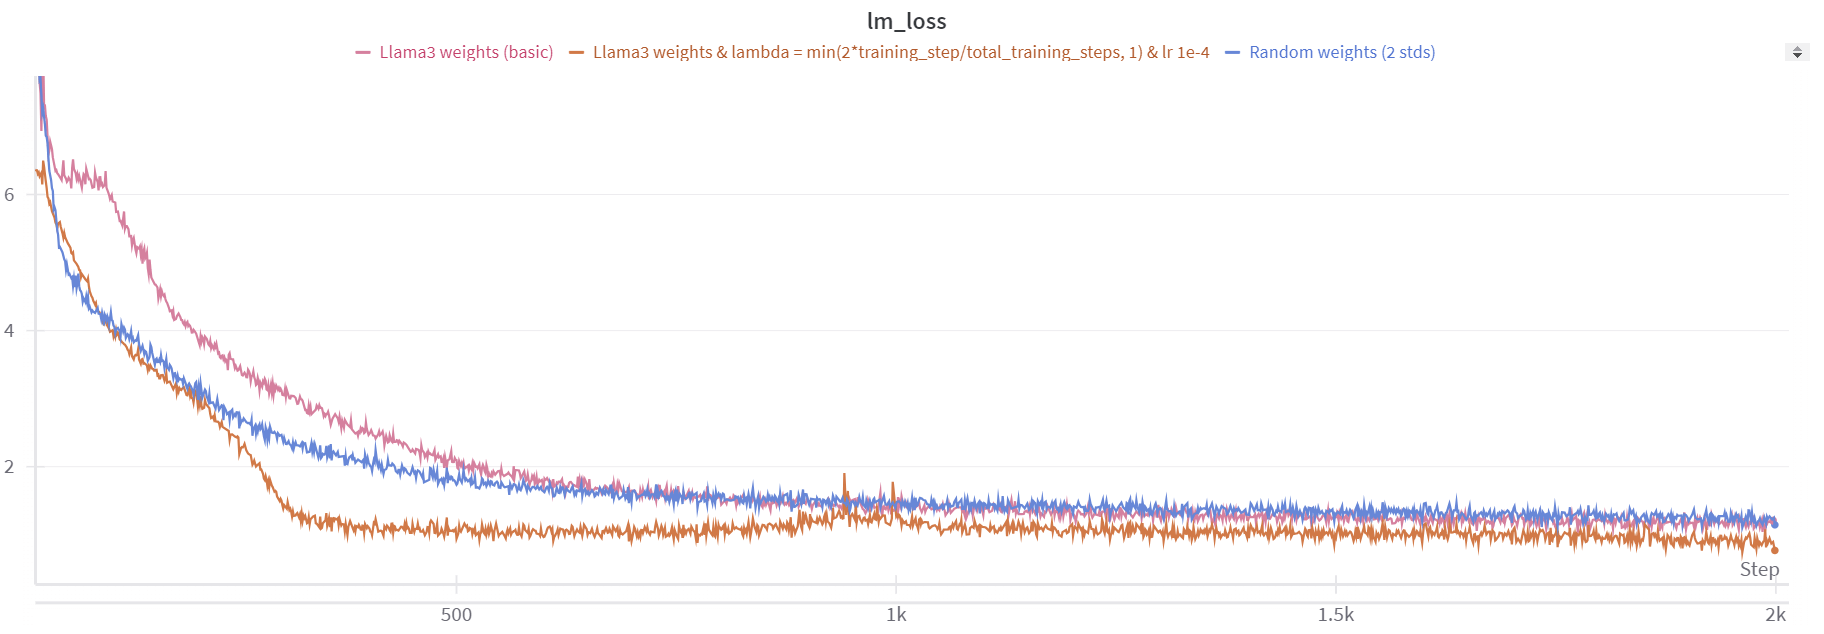 lm_loss
Llama3 weights (basic) Llama3 weights & lambda = min(2*training_step/total_training_steps, 1) & lr 1e-4 Random weights (2 stds)
6
4
2
Step
500 1k 1.5k 2k